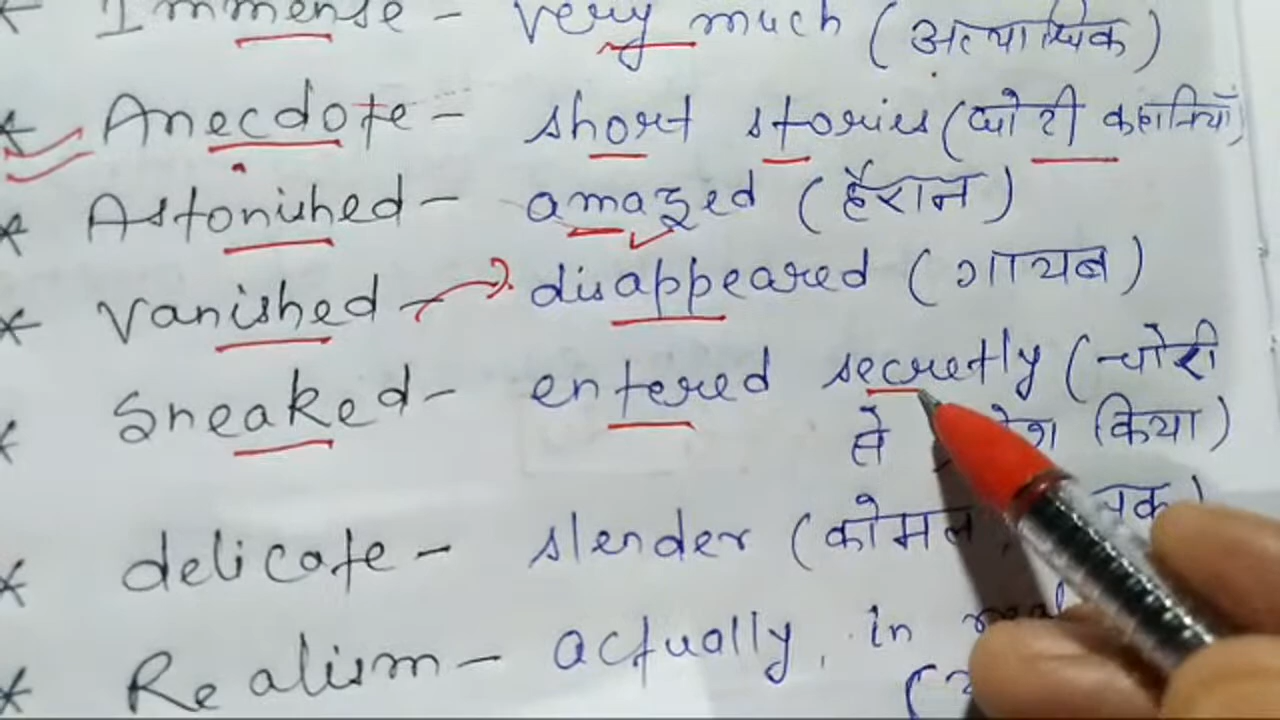 * Immense - very much (अत्याधिक)
* Anecdote - short stories (छोटी कहानियाँ)
* Astonished - amazed (हैरान)
* Vanished - disappeared (गायब)
* Sneaked - entered secretly (चोरी
से किया)
* delicate - slender (कोमल,
* Realism - actually, in